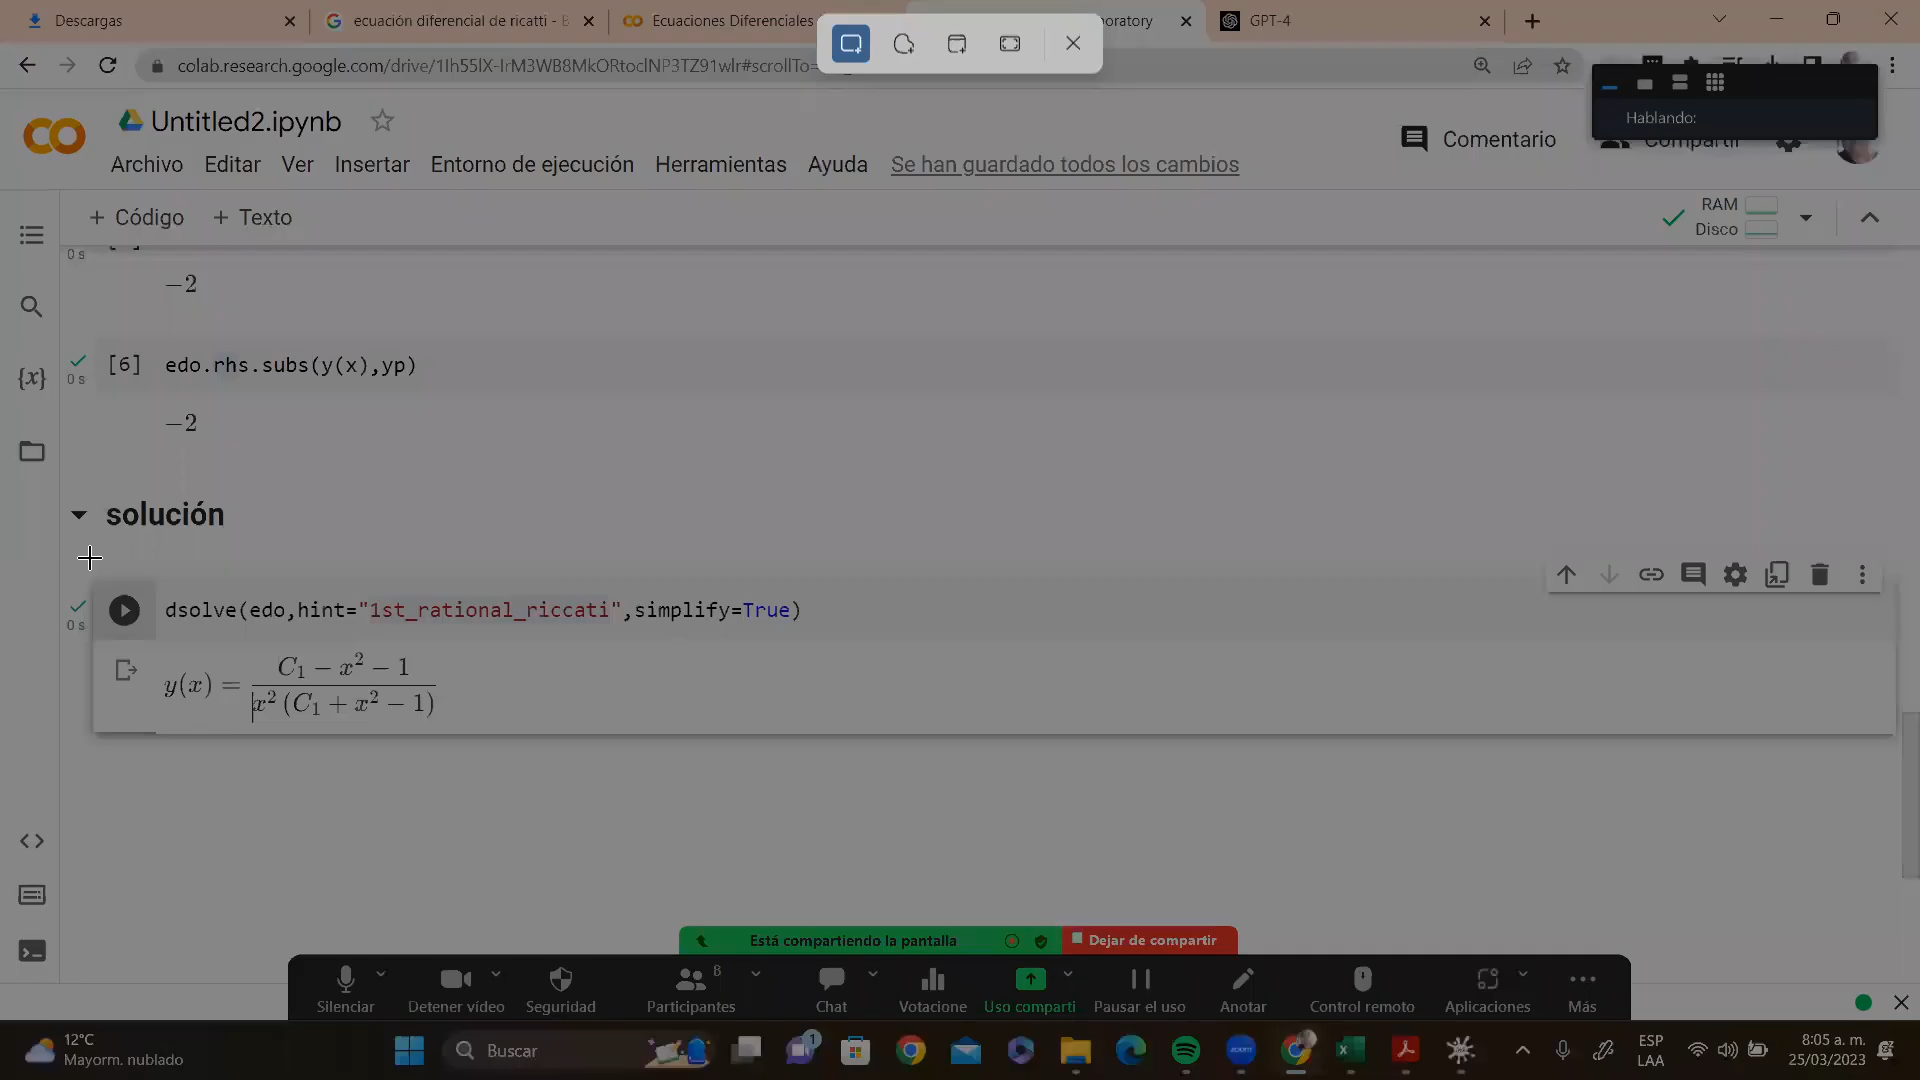 Descargas
ecuación diferencial de ricatti - B
Ecuaciones Diferenciales
oratory
GPT-4
colab.research.google.com/drive/1Ih55lX-IrM3WB8MkORtoclNP3TZ91wlr#scrollTo=
Hablando:
Untitled2.ipynb
Comentario
Compartir
Archivo Editar Ver Insertar Entorno de ejecución Herramientas Ayuda Se han guardado todos los cambios
+ Código + Texto
RAM
Disco
0 s
−2
[6] edo.rhs.subs(y(x),yp)
0 s
−2
{x}
solución
dsolve(edo,hint="1st_rational_riccati",simplify=True)
0 s
y(x) = (C₁ − x² − 1) / (x² (C₁ + x² − 1))
Está compartiendo la pantalla
Dejar de compartir
8
Silenciar Detener vídeo Seguridad Participantes Chat Votacione Uso comparti Pausar el uso Anotar Control remoto Aplicaciones Más
12°C
Mayorm. nublado
Buscar
1
zoom
ESP
LAA
8:05 a. m.
25/03/2023